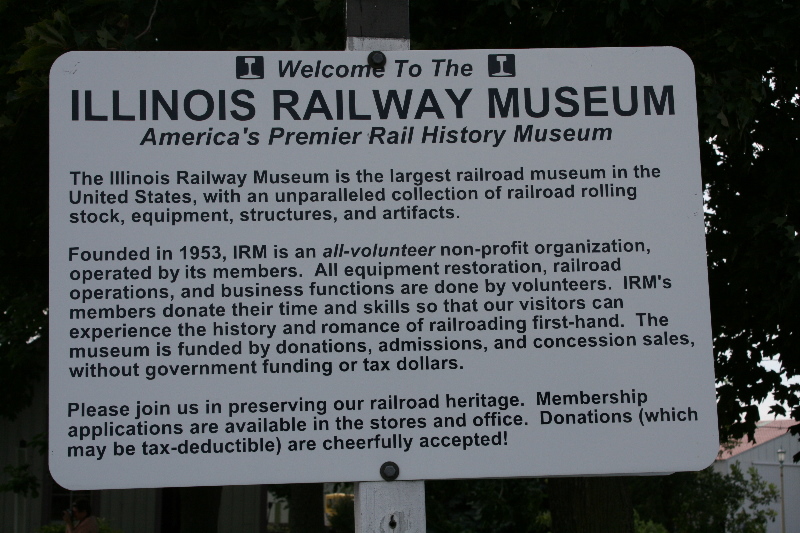 Welcome To The
ILLINOIS RAILWAY MUSEUM
America's Premier Rail History Museum
The Illinois Railway Museum is the largest railroad museum in the
United States, with an unparalleled collection of railroad rolling
stock, equipment, structures, and artifacts.
Founded in 1953, IRM is an all-volunteer non-profit organization,
operated by its members. All equipment restoration, railroad
operations, and business functions are done by volunteers. IRM's
members donate their time and skills so that our visitors can
experience the history and romance of railroading first-hand. The
museum is funded by donations, admissions, and concession sales,
without government funding or tax dollars.
Please join us in preserving our railroad heritage. Membership
applications are available in the stores and office. Donations (which
may be tax-deductible) are cheerfully accepted!